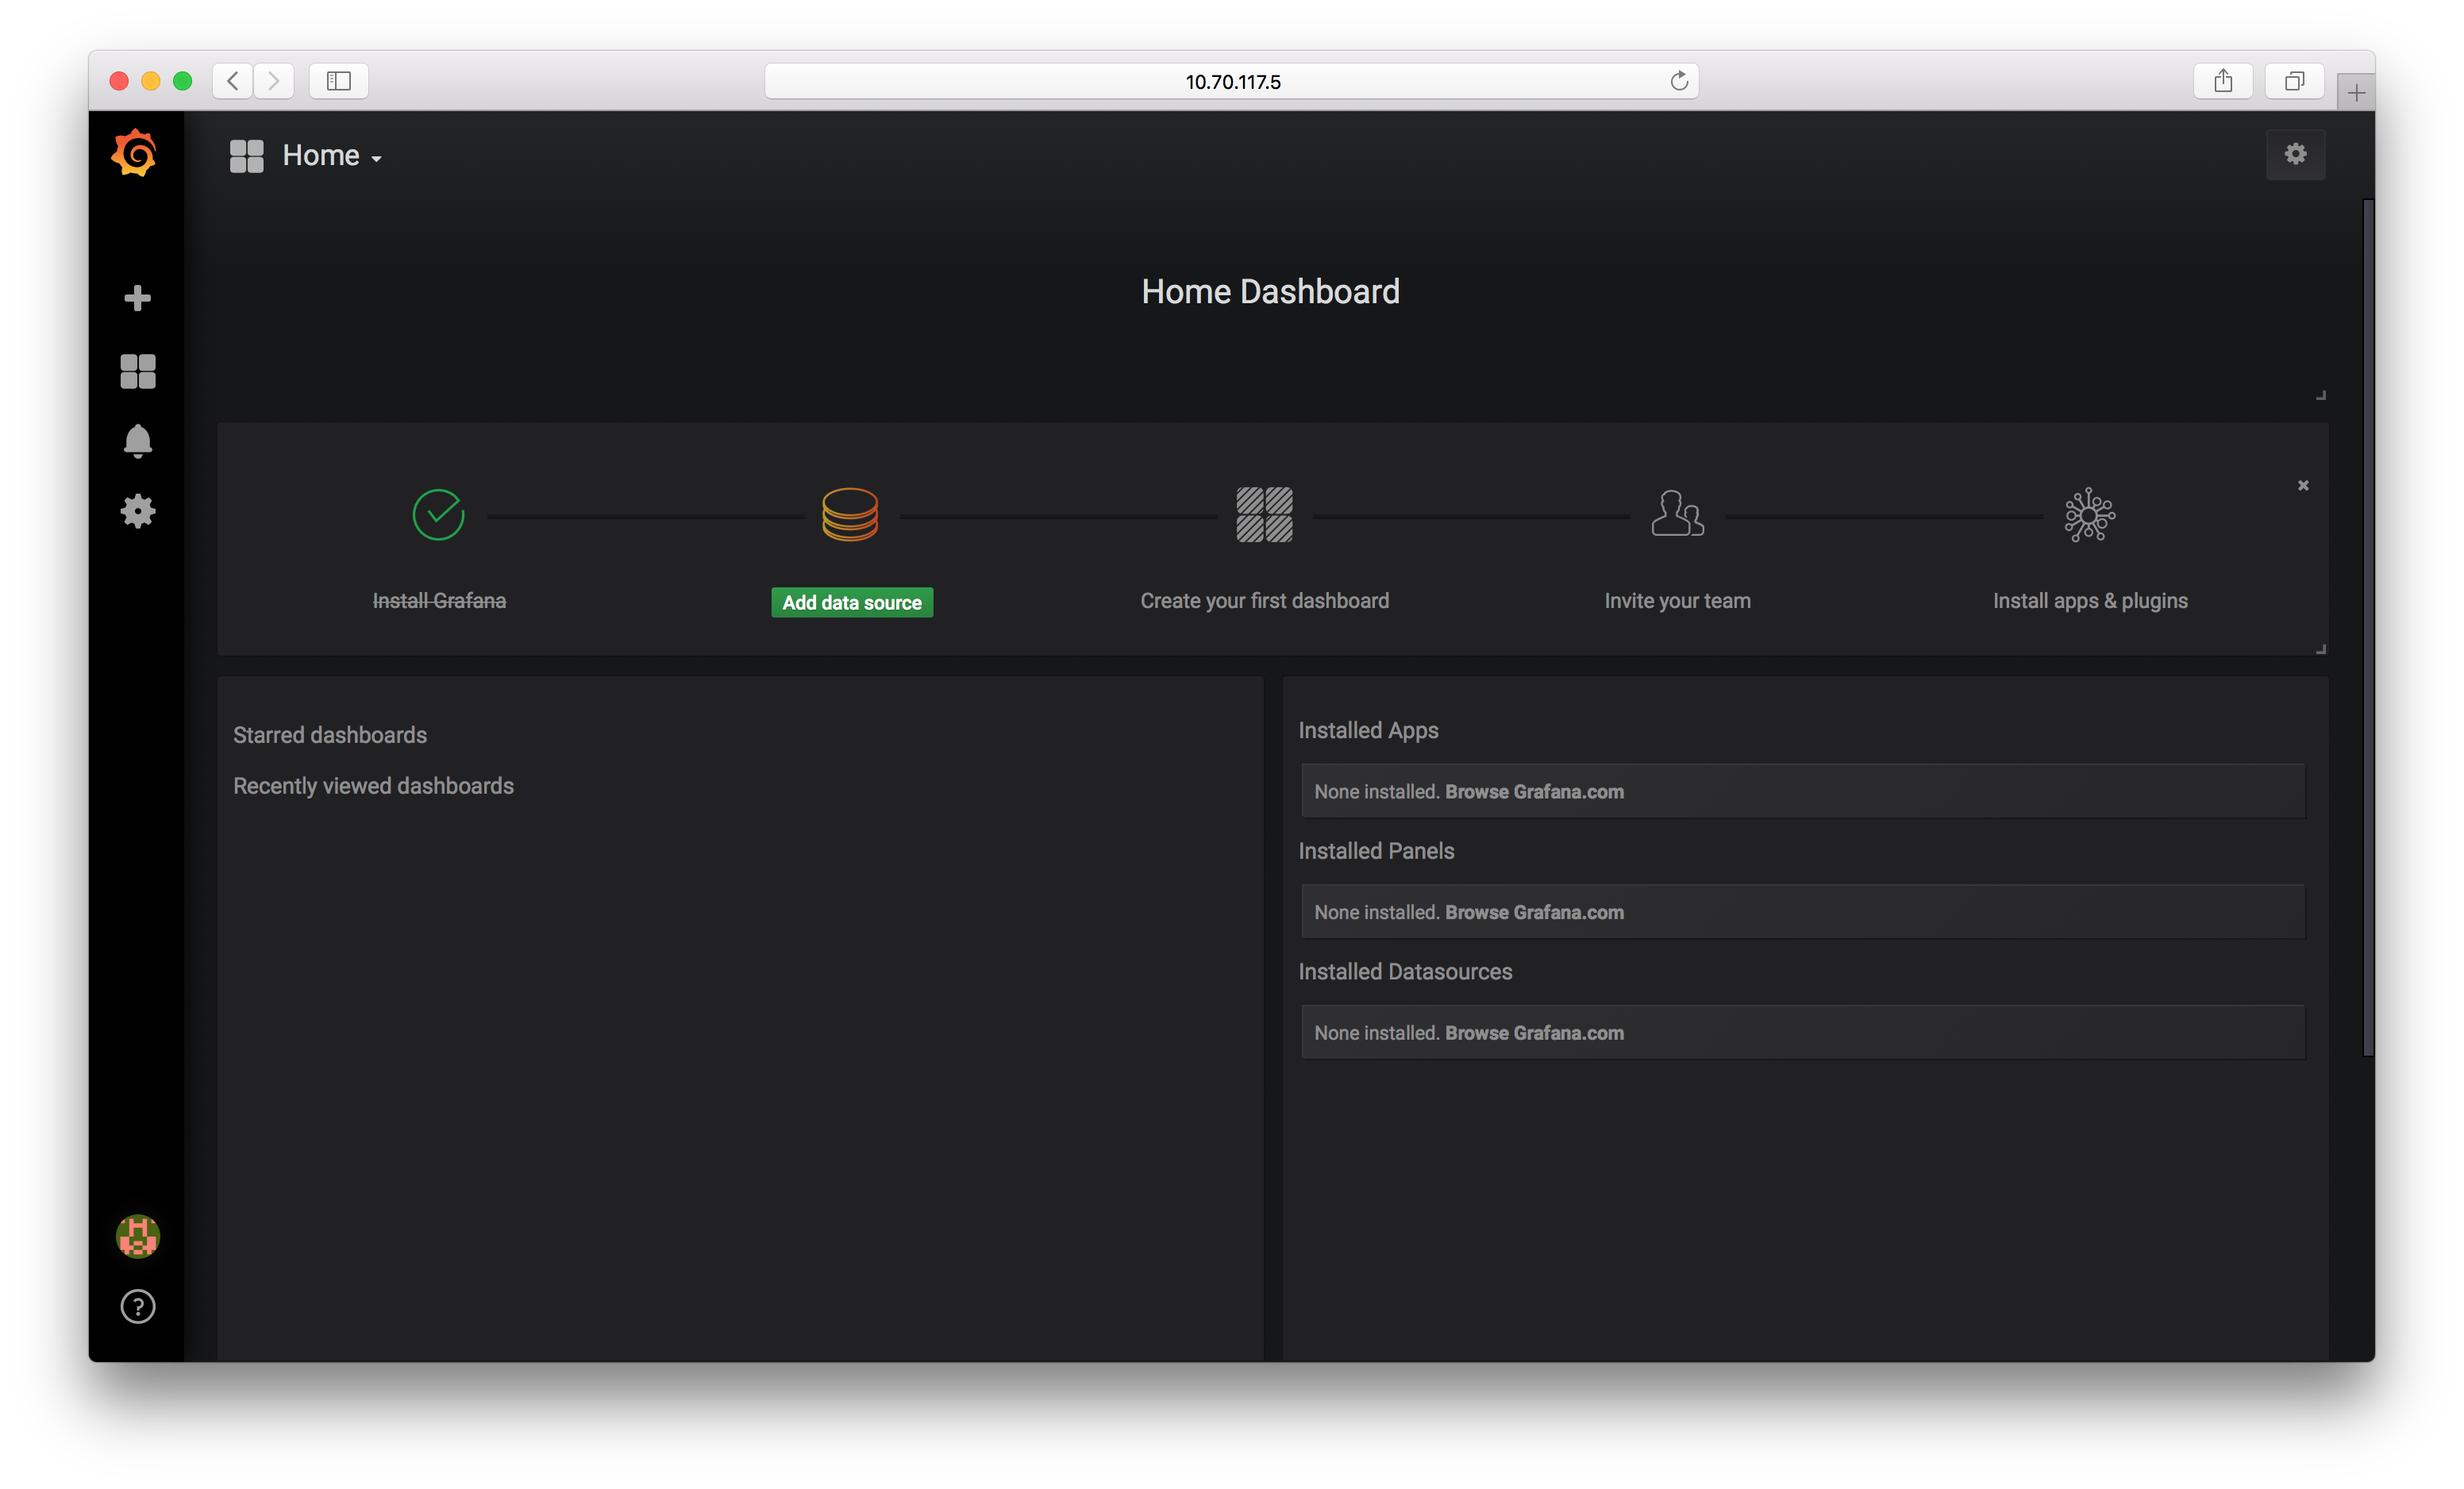 10.70.117.5
Home
Home Dashboard
Install Grafana
Add data source
Create your first dashboard
Invite your team
Install apps & plugins
Starred dashboards
Recently viewed dashboards
Installed Apps
None installed. Browse Grafana.com
Installed Panels
None installed. Browse Grafana.com
Installed Datasources
None installed. Browse Grafana.com